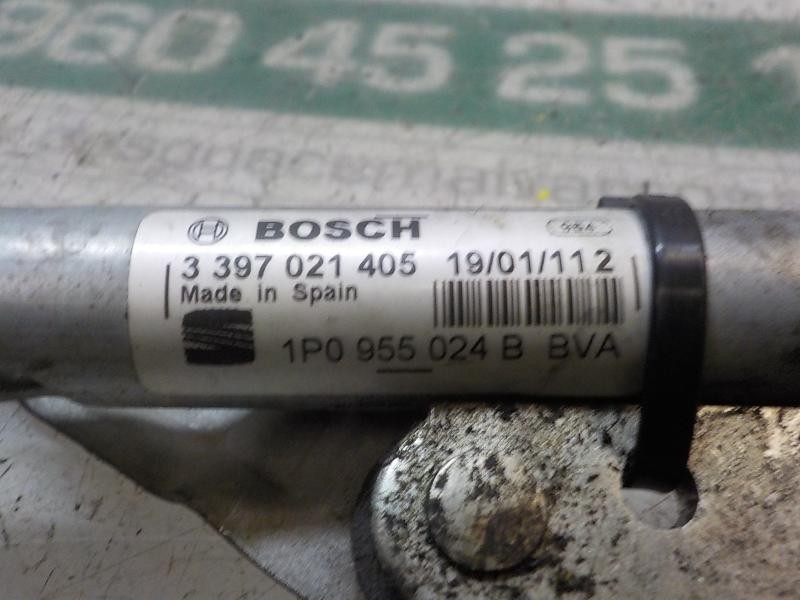 960 45 25 1
BOSCH 984
3 397 021 405 19/01/11 2
Made in Spain
1P0 955 024 B BVA